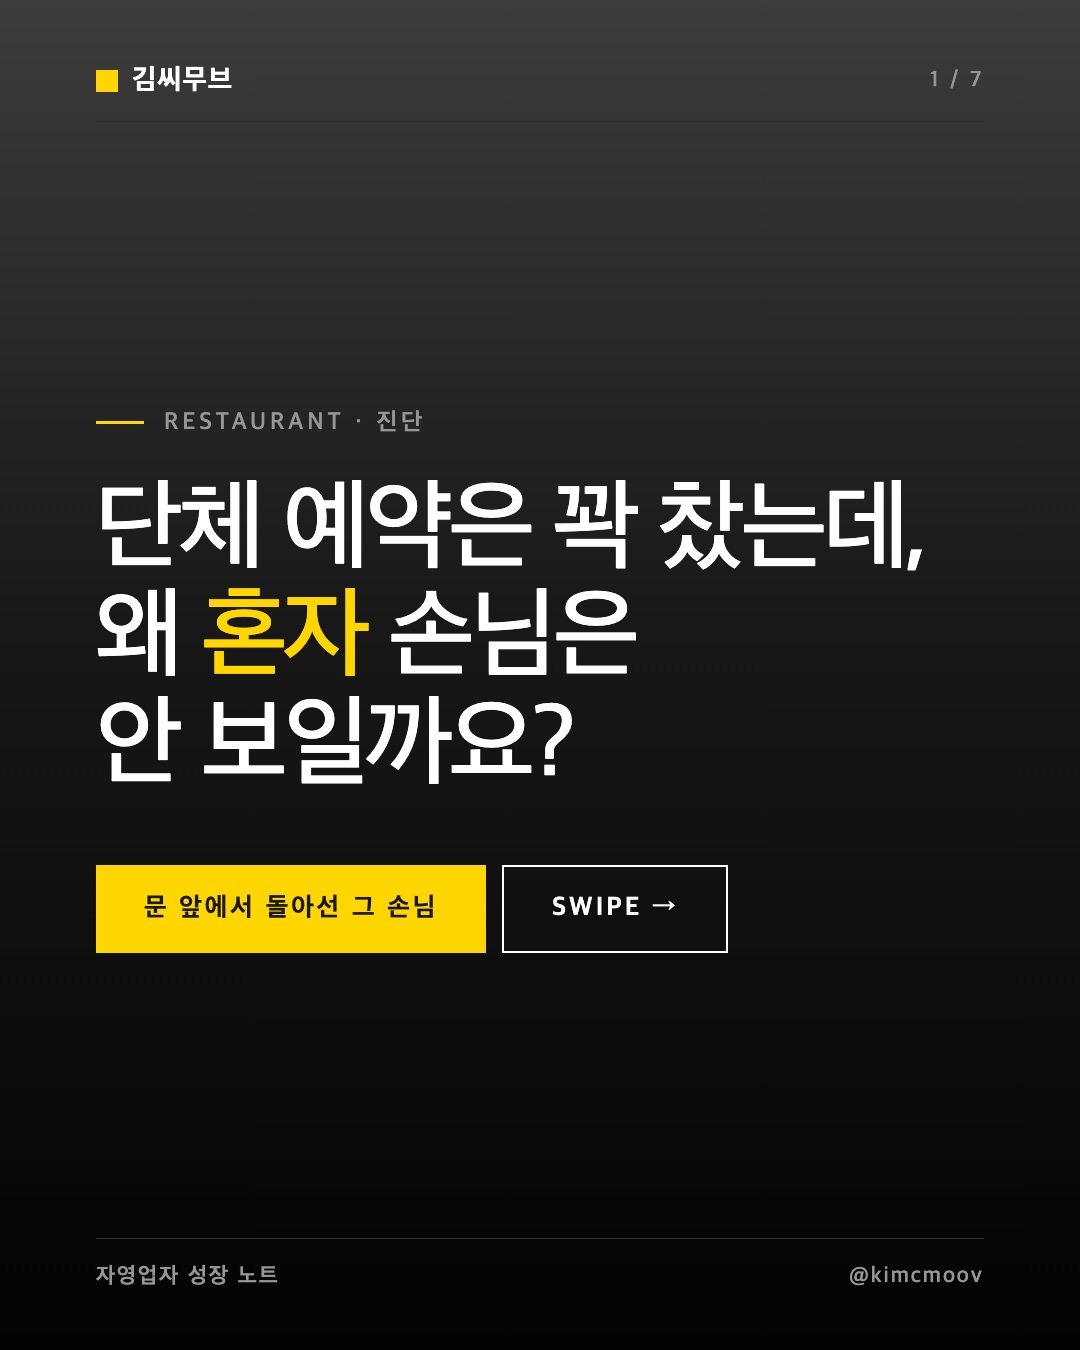 김씨무브
1 / 7
RESTAURANT · 진단
단체 예약은 꽉 찼는데,
왜 혼자 손님은
안 보일까요?
문 앞에서 돌아선 그 손님
SWIPE →
자영업자 성장 노트
@kimcmoov